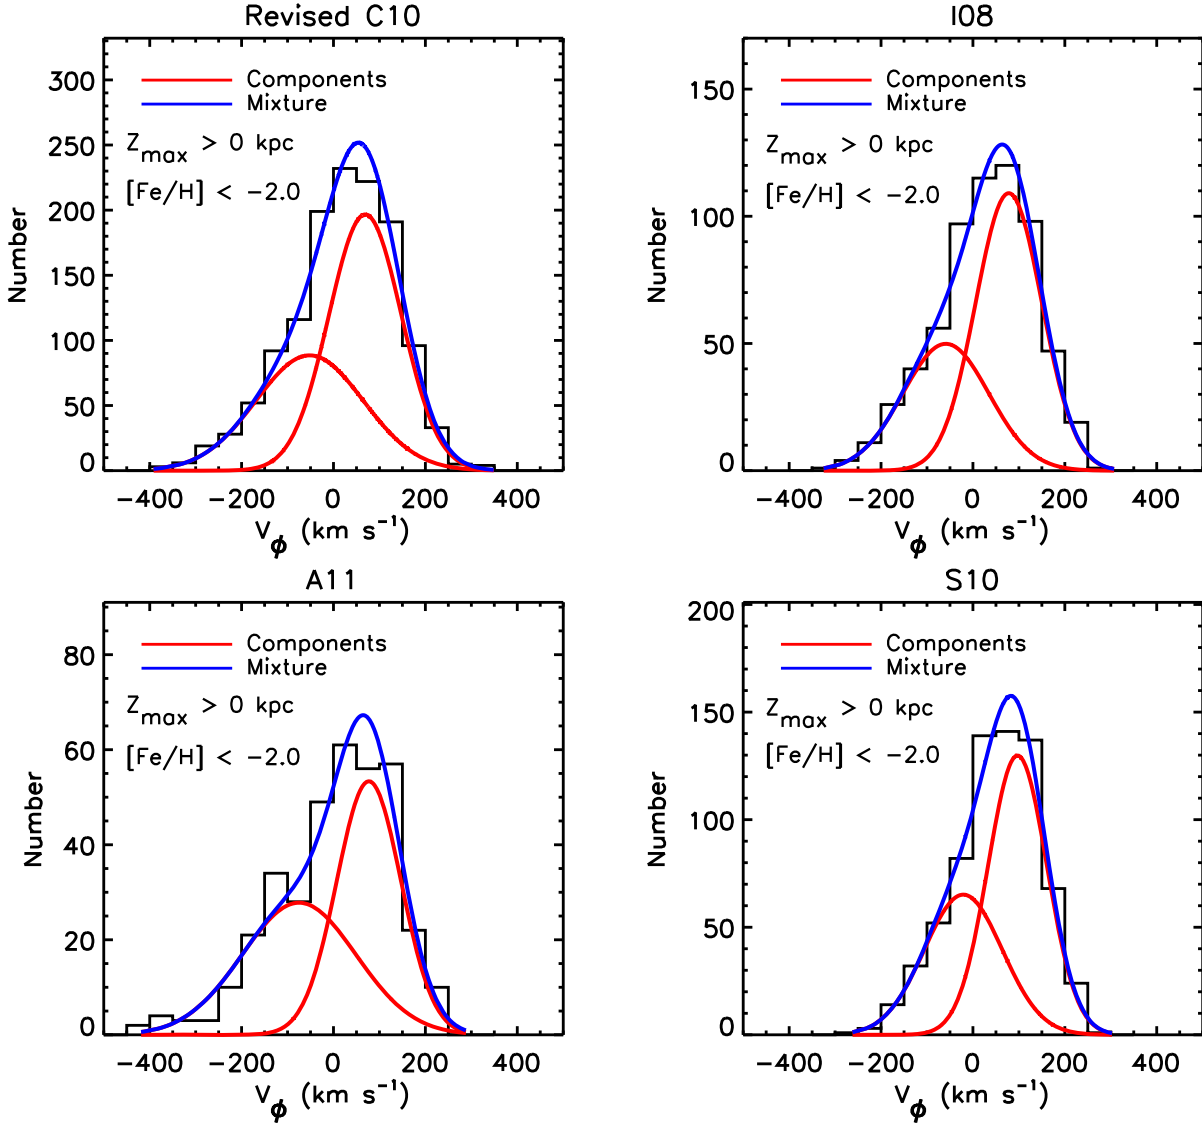 Revised C10
300
250
200
150
100
50
0
Number
Components
Mixture
Z_max > 0 kpc
[Fe/H] < −2.0
−400 −200 0 200 400
V_ϕ (km s⁻¹)
I08
150
100
50
0
Number
Components
Mixture
Z_max > 0 kpc
[Fe/H] < −2.0
−400 −200 0 200 400
V_ϕ (km s⁻¹)
A11
80
60
40
20
0
Number
Components
Mixture
Z_max > 0 kpc
[Fe/H] < −2.0
−400 −200 0 200 400
V_ϕ (km s⁻¹)
S10
200
150
100
50
0
Number
Components
Mixture
Z_max > 0 kpc
[Fe/H] < −2.0
−400 −200 0 200 400
V_ϕ (km s⁻¹)